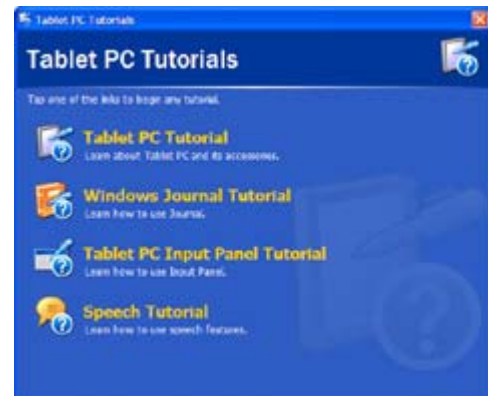 Tablet PC Tutorials
Tablet PC Tutorials
Tap one of the links to begin any tutorial.
Tablet PC Tutorial
Learn about Tablet PC and its accessories.
Windows Journal Tutorial
Learn how to use Journal.
Tablet PC Input Panel Tutorial
Learn how to use Input Panel.
Speech Tutorial
Learn how to use speech features.